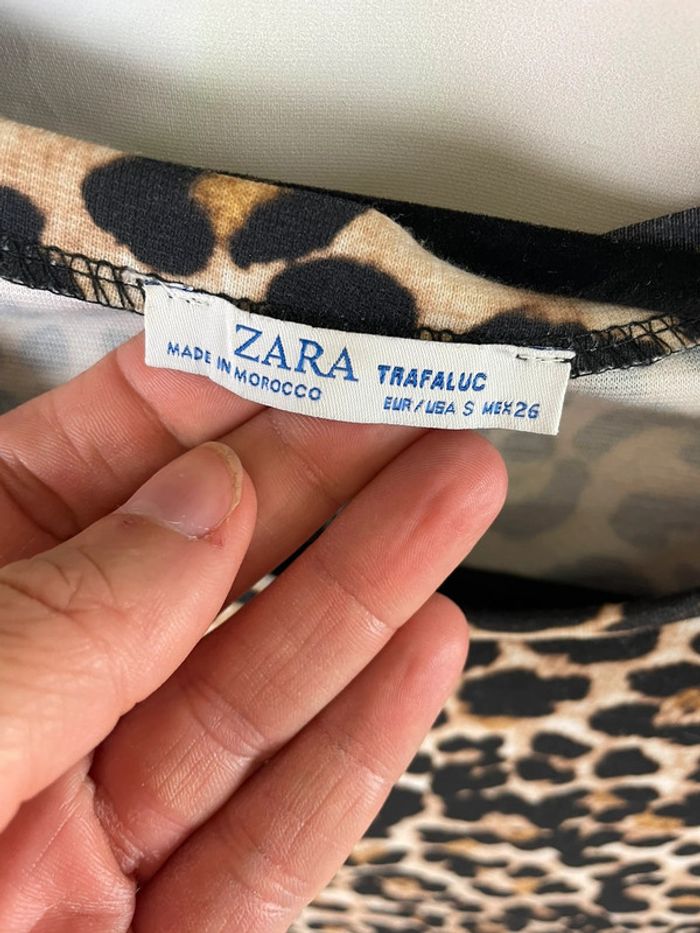 ZARA TRAFALUC
MADE IN MOROCCO
EUR/USA S MEX 26